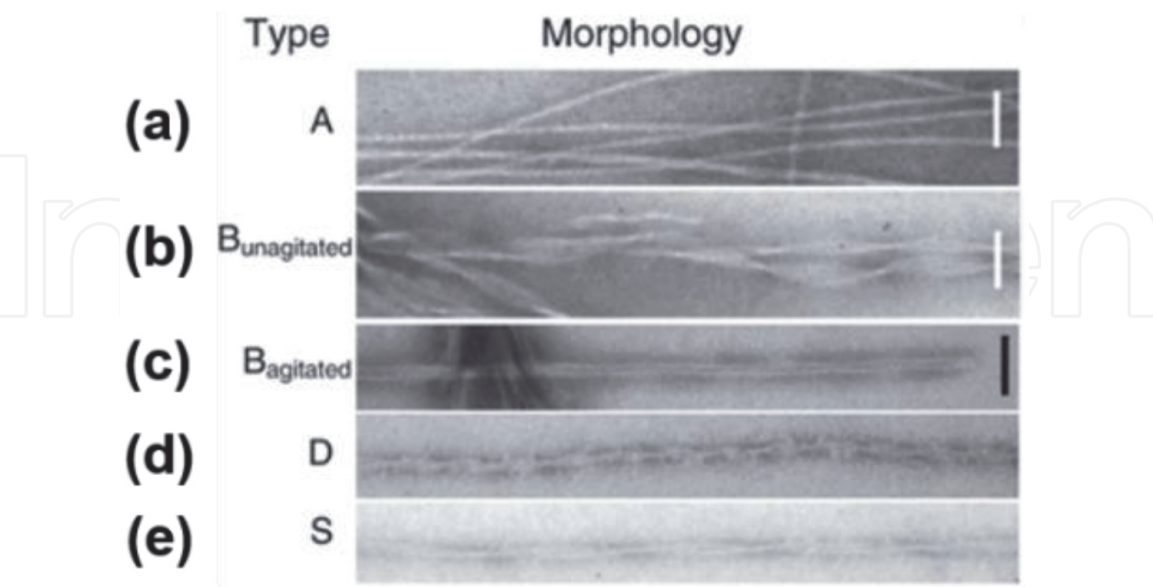 Type Morphology
(a) A
(b) Bunagitated
(c) Bagitated
(d) D
(e) S